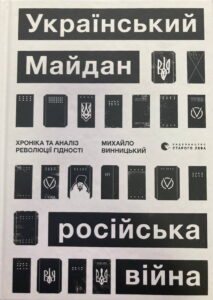 Український
Майдан
ХРОНІКА ТА АНАЛІЗ
РЕВОЛЮЦІЇ ГІДНОСТІ
МИХАЙЛО
ВИННИЦЬКИЙ
ВИДАВНИЦТВО
СТАРОГО ЛЕВА
російська
війна